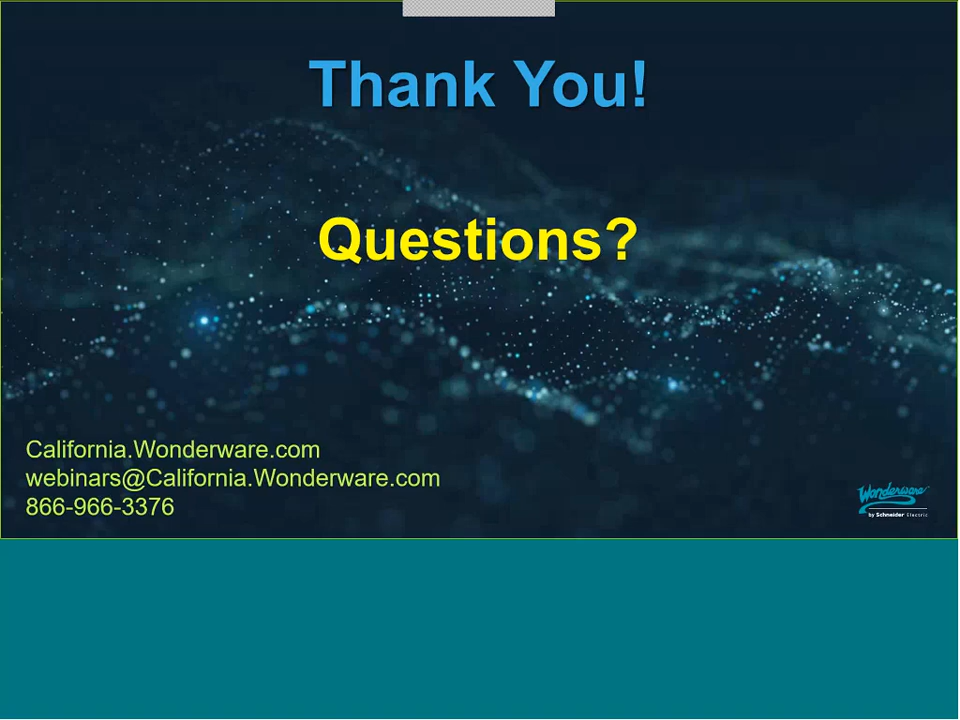 Thank You!
Questions?
California.Wonderware.com
webinars@California.Wonderware.com
866-966-3376
Wonderware
by Schneider Electric